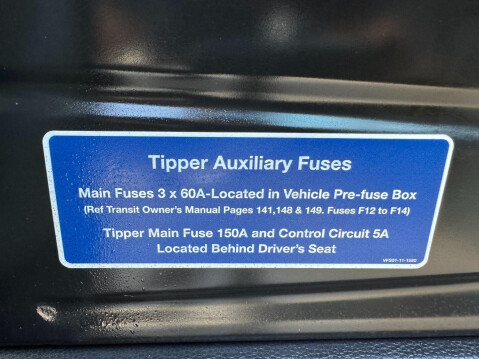 Tipper Auxiliary Fuses
Main Fuses 3 x 60A-Located in Vehicle Pre-fuse Box
(Ref Transit Owner's Manual Pages 141,148 & 149. Fuses F12 to F14)
Tipper Main Fuse 150A and Control Circuit 5A
Located Behind Driver's Seat